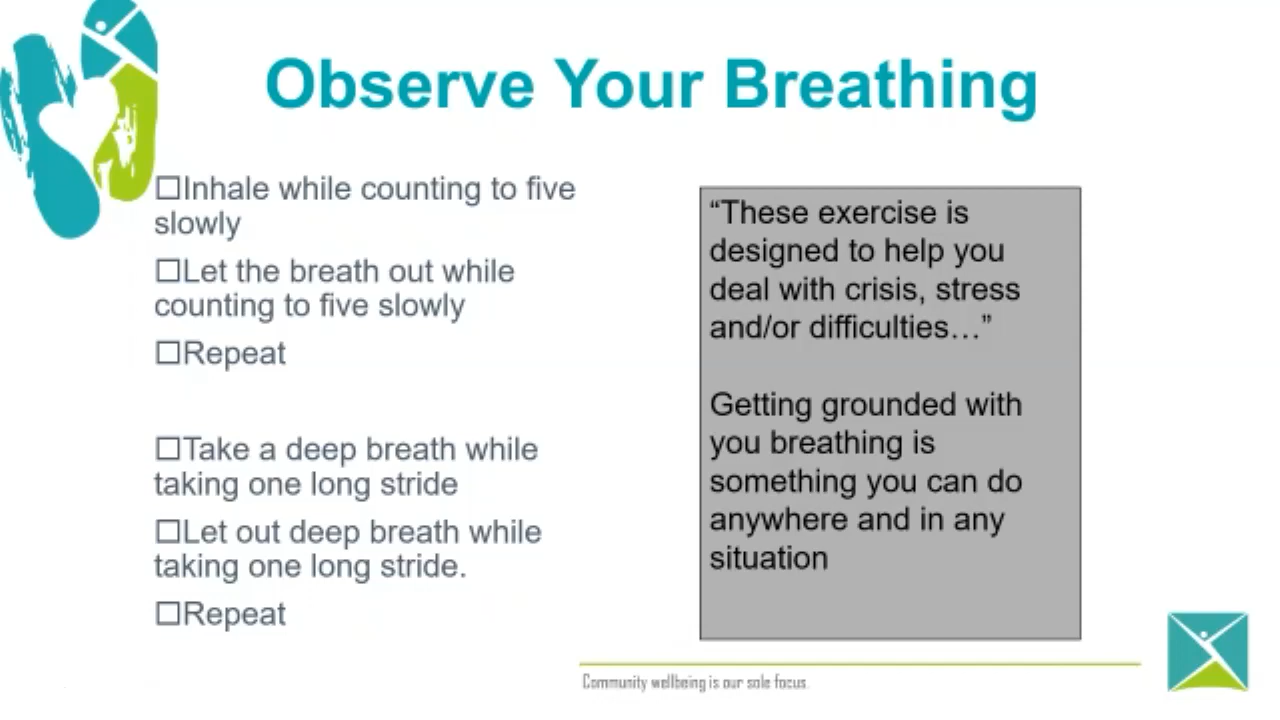 Observe Your Breathing
☐Inhale while counting to five
slowly
☐Let the breath out while
counting to five slowly
☐Repeat
☐Take a deep breath while
taking one long stride
☐Let out deep breath while
taking one long stride.
☐Repeat
“These exercise is
designed to help you
deal with crisis, stress
and/or difficulties…”
Getting grounded with
you breathing is
something you can do
anywhere and in any
situation
Community wellbeing is our sole focus.